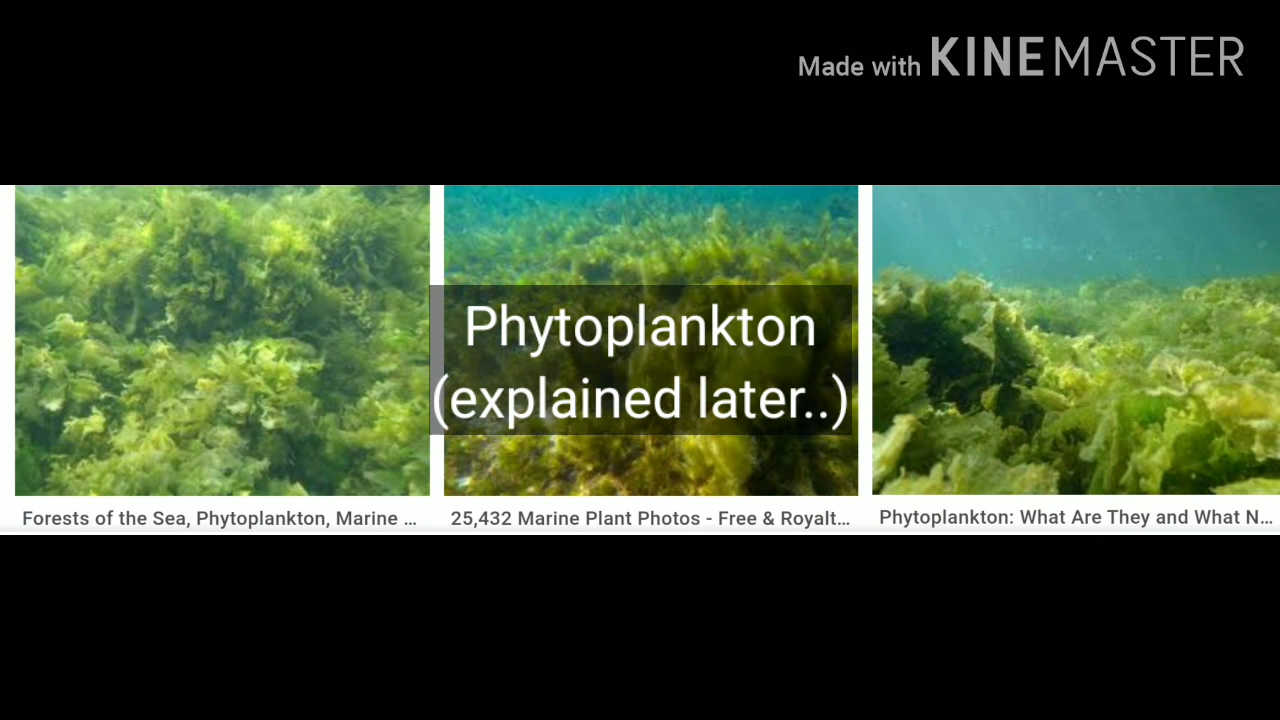 Made with KINEMASTER
Phytoplankton
(explained later..)
Forests of the Sea, Phytoplankton, Marine ...
25,432 Marine Plant Photos - Free & Royalt...
Phytoplankton: What Are They and What N...